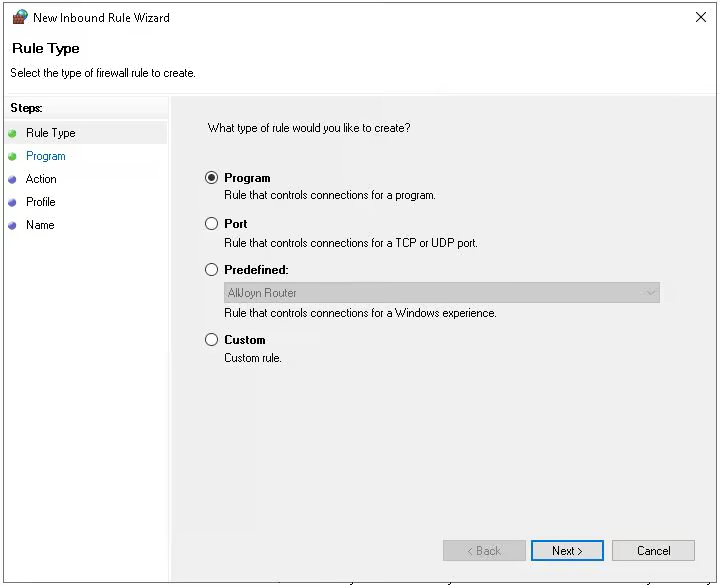 New Inbound Rule Wizard
Rule Type
Select the type of firewall rule to create.
Steps:
Rule Type
Program
Action
Profile
Name
What type of rule would you like to create?
Program
Rule that controls connections for a program.
Port
Rule that controls connections for a TCP or UDP port.
Predefined:
AllJoyn Router
Rule that controls connections for a Windows experience.
Custom
Custom rule.
< Back
Next >
Cancel